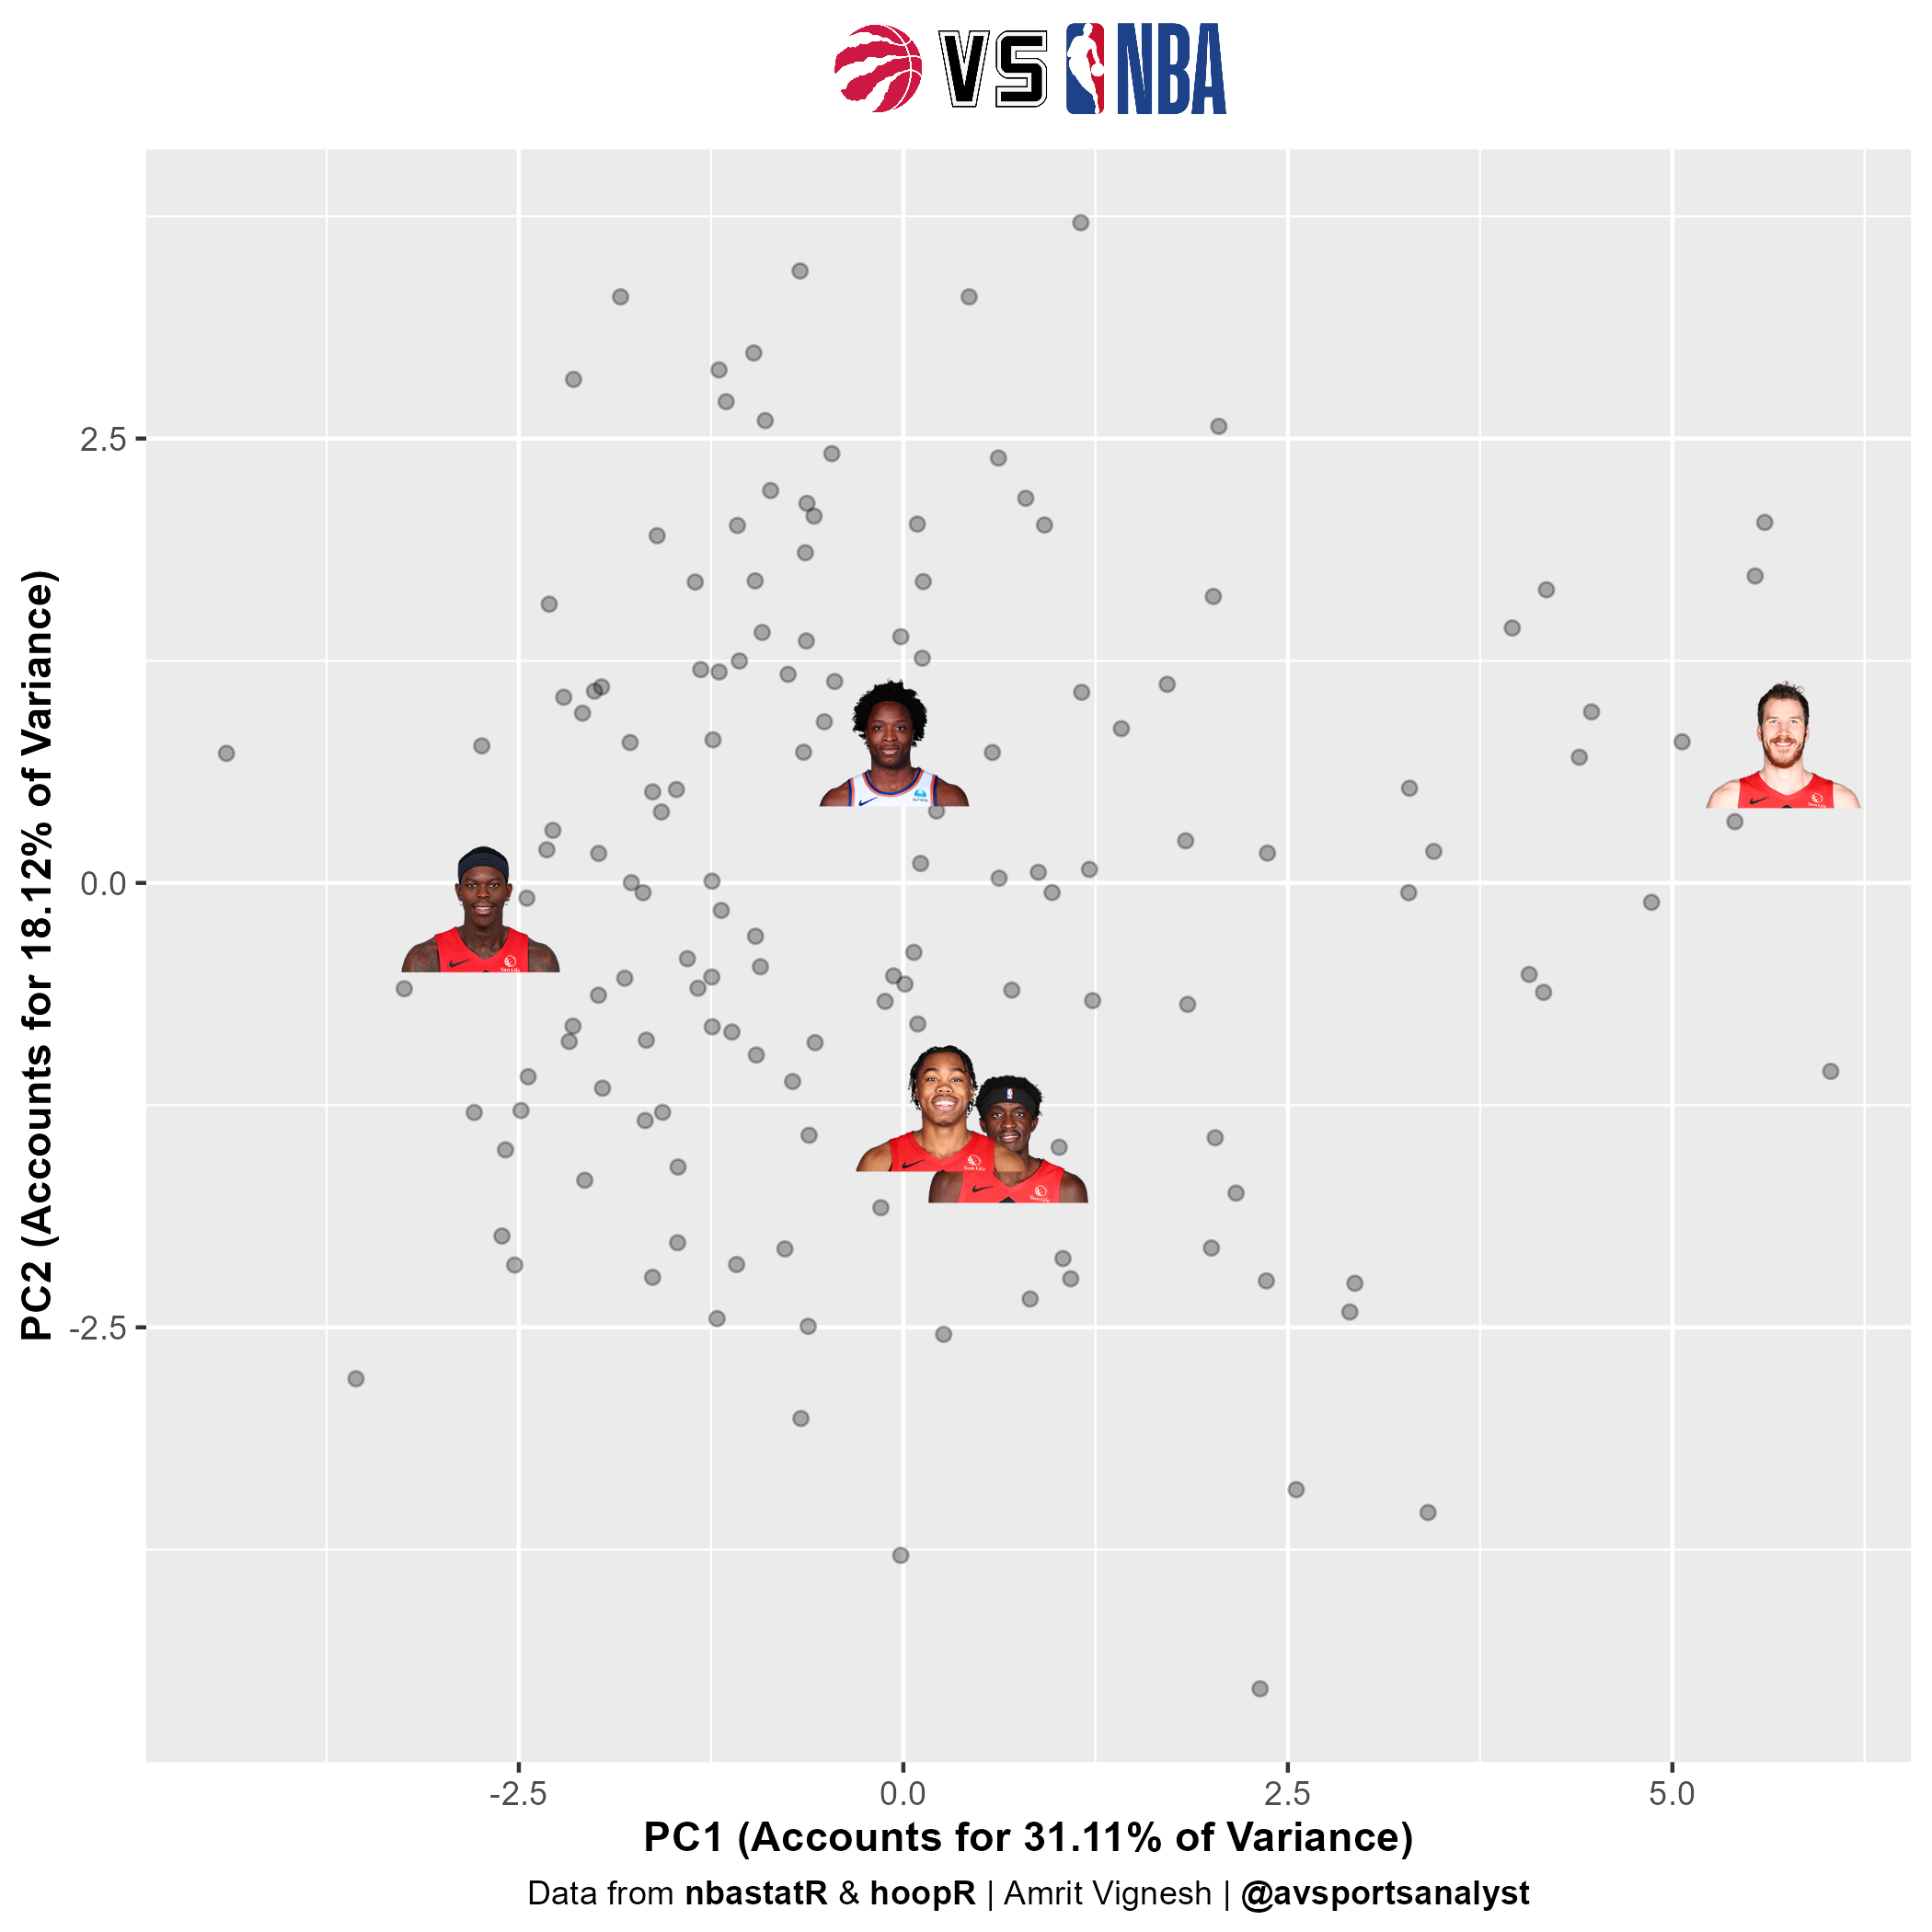 VS NBA
PC2 (Accounts for 18.12% of Variance)
2.5
0.0
-2.5
-2.5
0.0
2.5
5.0
PC1 (Accounts for 31.11% of Variance)
Data from nbastatR & hoopR | Amrit Vignesh | @avsportsanalyst